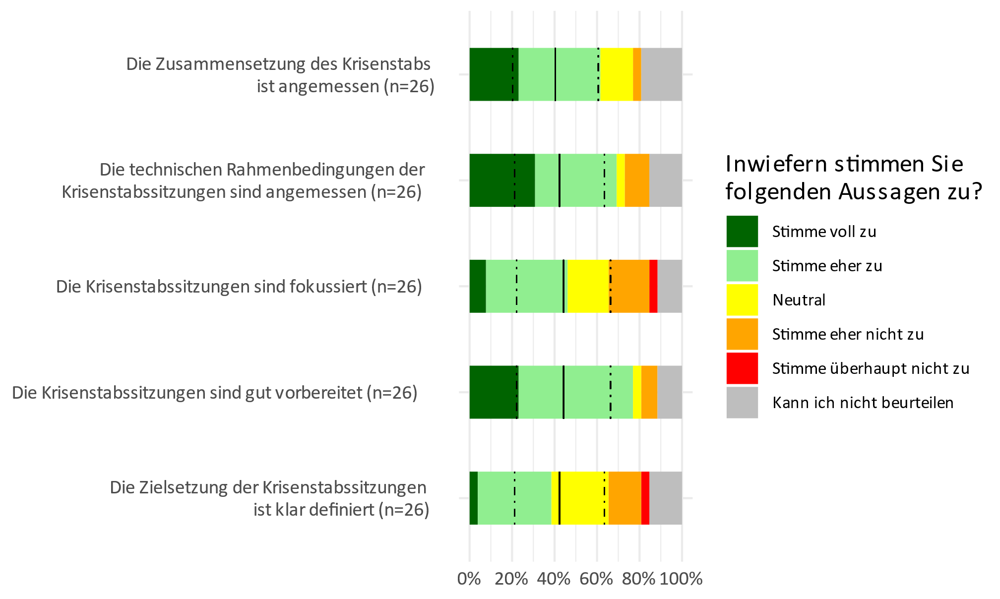 Die Zusammensetzung des Krisenstabs
ist angemessen (n=26)
Die technischen Rahmenbedingungen der
Krisenstabssitzungen sind angemessen (n=26)
Die Krisenstabssitzungen sind fokussiert (n=26)
Die Krisenstabssitzungen sind gut vorbereitet (n=26)
Die Zielsetzung der Krisenstabssitzungen
ist klar definiert (n=26)
0% 20% 40% 60% 80% 100%
Inwiefern stimmen Sie
folgenden Aussagen zu?
Stimme voll zu
Stimme eher zu
Neutral
Stimme eher nicht zu
Stimme überhaupt nicht zu
Kann ich nicht beurteilen